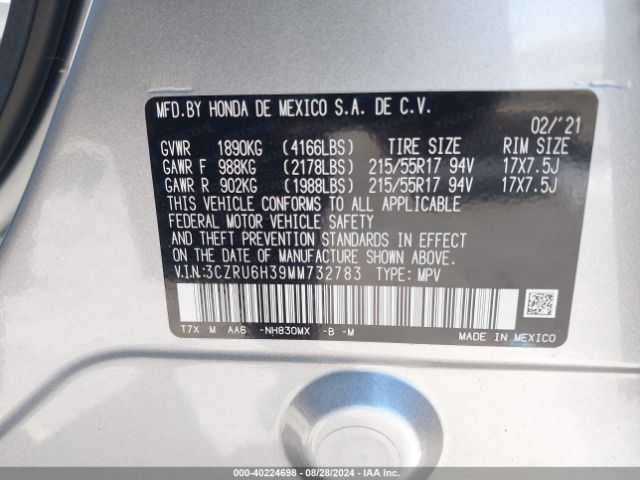 MFD.BY HONDA DE MEXICO S.A. DE C.V.
02/'21
GVWR 1890KG (4166LBS) TIRE SIZE RIM SIZE
GAWR F 988KG (2178LBS) 215/55R17 94V 17X7.5J
GAWR R 902KG (1988LBS) 215/55R17 94V 17X7.5J
THIS VEHICLE CONFORMS TO ALL APPLICABLE
FEDERAL MOTOR VEHICLE SAFETY
AND THEFT PREVENTION STANDARDS IN EFFECT
ON THE DATE OF MANUFACTURE SHOWN ABOVE.
V.I.N:3CZRU6H39MM732783 TYPE: MPV
T7X M AA6 -NH830MX -B -M
MADE IN MEXICO
000-40224698 - 08/28/2024 - IAA Inc.